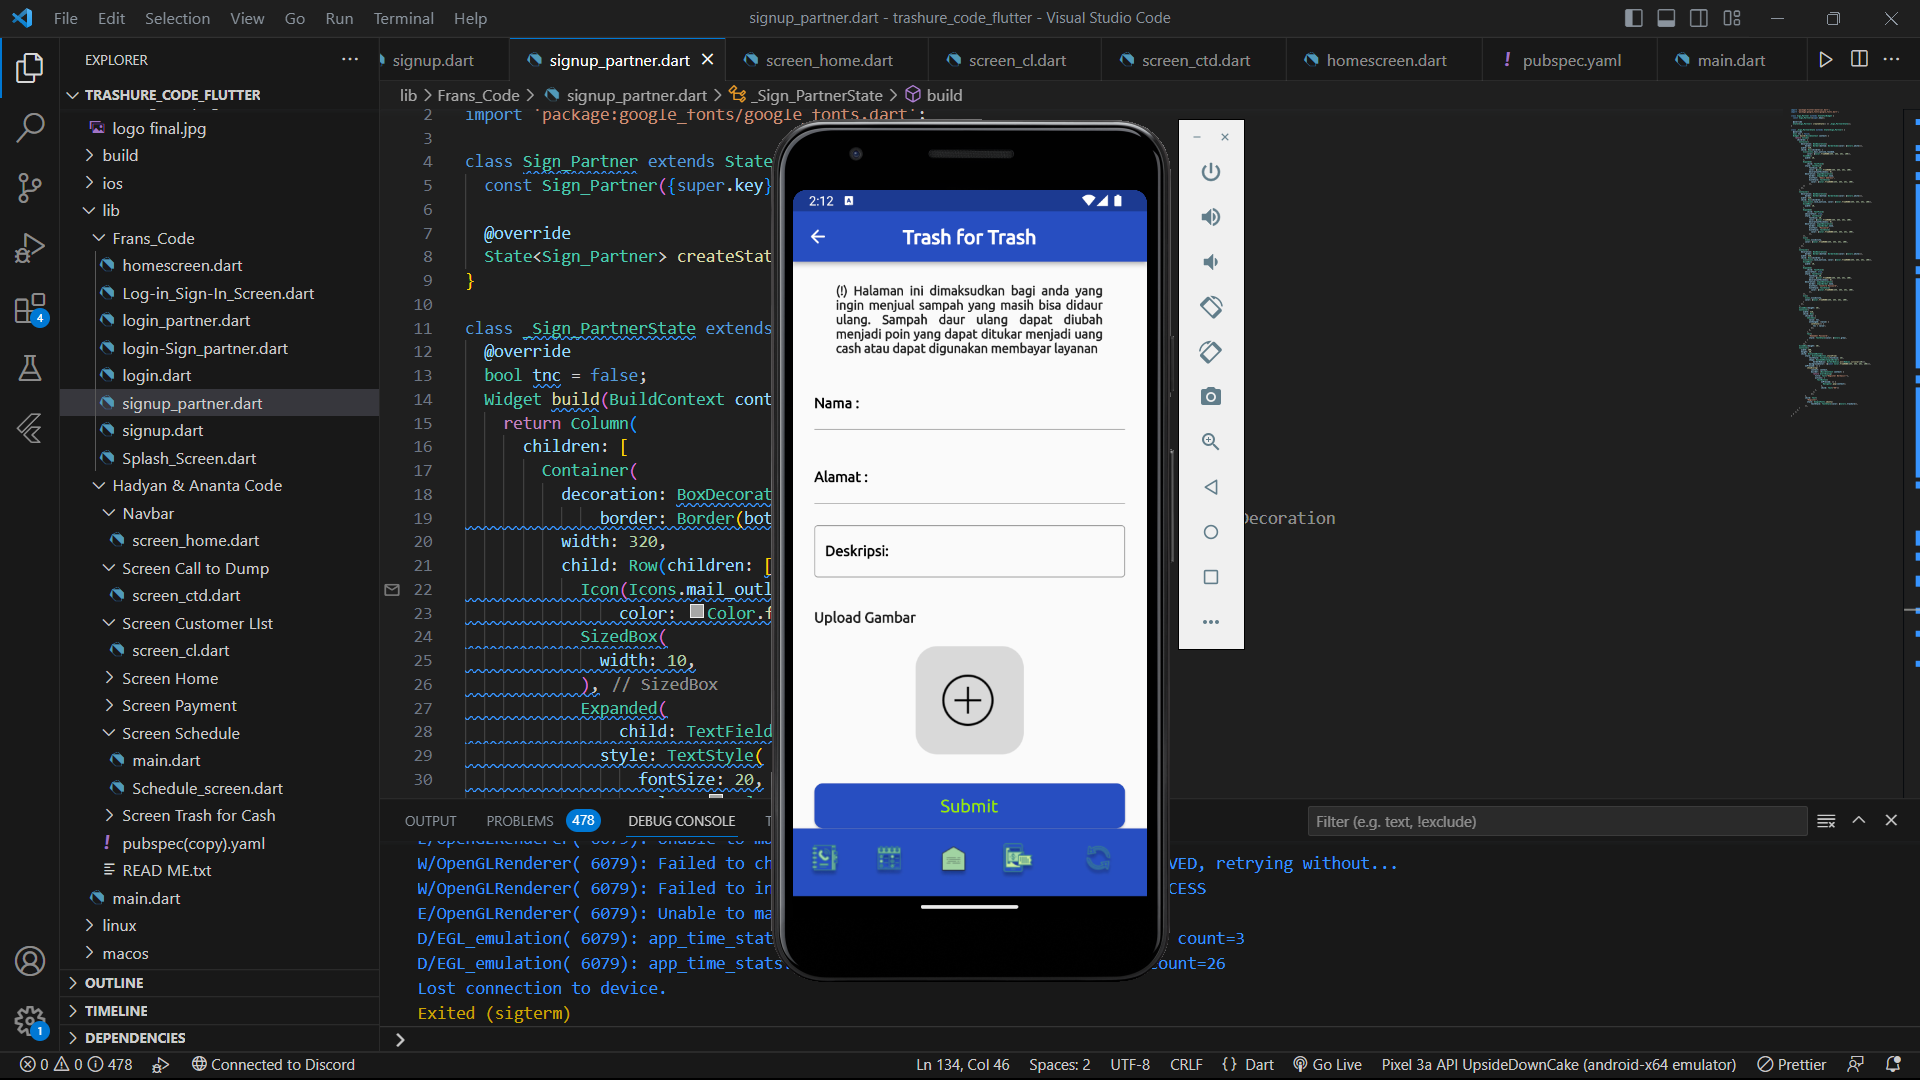 File Edit Selection View Go Run Terminal Help
signup_partner.dart - trashure_code_flutter - Visual Studio Code
EXPLORER
signup.dart
signup_partner.dart
screen_home.dart
screen_cl.dart
screen_ctd.dart
homescreen.dart
! pubspec.yaml
main.dart
lib > Frans_Code > signup_partner.dart > _Sign_PartnerState > build
TRASHURE_CODE_FLUTTER
logo final.jpg
build
ios
lib
Frans_Code
homescreen.dart
Log-in_Sign-In_Screen.dart
login_partner.dart
login-Sign_partner.dart
login.dart
signup_partner.dart
signup.dart
Splash_Screen.dart
Hadyan & Ananta Code
Navbar
screen_home.dart
Screen Call to Dump
screen_ctd.dart
Screen Customer LIst
screen_cl.dart
Screen Home
Screen Payment
Screen Schedule
main.dart
Schedule_screen.dart
Screen Trash for Cash
! pubspec(copy).yaml
READ ME.txt
main.dart
linux
macos
OUTLINE
TIMELINE
DEPENDENCIES
4
1
2 import 'package:google_fonts/google_fonts.dart';
3
4 class Sign_Partner extends State
5 const Sign_Partner({super.key}
6
7 @override
8 State<Sign_Partner> createStat
9 }
10
11 class _Sign_PartnerState extends
12 @override
13 bool tnc = false;
14 Widget build(BuildContext cont
15 return Column(
16 children: [
17 Container(
18 decoration: BoxDecorat
19 border: Border(bot
Decoration
20 width: 320,
21 child: Row(children: [
22 Icon(Icons.mail_outl
23 color: Color.f
24 SizedBox(
25 width: 10,
26 ), // SizedBox
27 Expanded(
28 child: TextField
29 style: TextStyle(
30 fontSize: 20,
2:12
Trash for Trash
(!) Halaman ini dimaksudkan bagi anda yang
ingin menjual sampah yang masih bisa didaur
ulang. Sampah daur ulang dapat diubah
menjadi poin yang dapat ditukar menjadi uang
cash atau dapat digunakan membayar layanan
Nama :
Alamat :
Deskripsi:
Upload Gambar
Submit
OUTPUT PROBLEMS 478 DEBUG CONSOLE T
Filter (e.g. text, !exclude)
W/OpenGLRenderer( 6079): Failed to ch VED, retrying without...
W/OpenGLRenderer( 6079): Failed to in CESS
E/OpenGLRenderer( 6079): Unable to ma
D/EGL_emulation( 6079): app_time_stat count=3
D/EGL_emulation( 6079): app_time_stats: ount=26
Lost connection to device.
Exited (sigterm)
0 0 478 Connected to Discord
Ln 134, Col 46 Spaces: 2 UTF-8 CRLF {} Dart Go Live Pixel 3a API UpsideDownCake (android-x64 emulator) Prettier